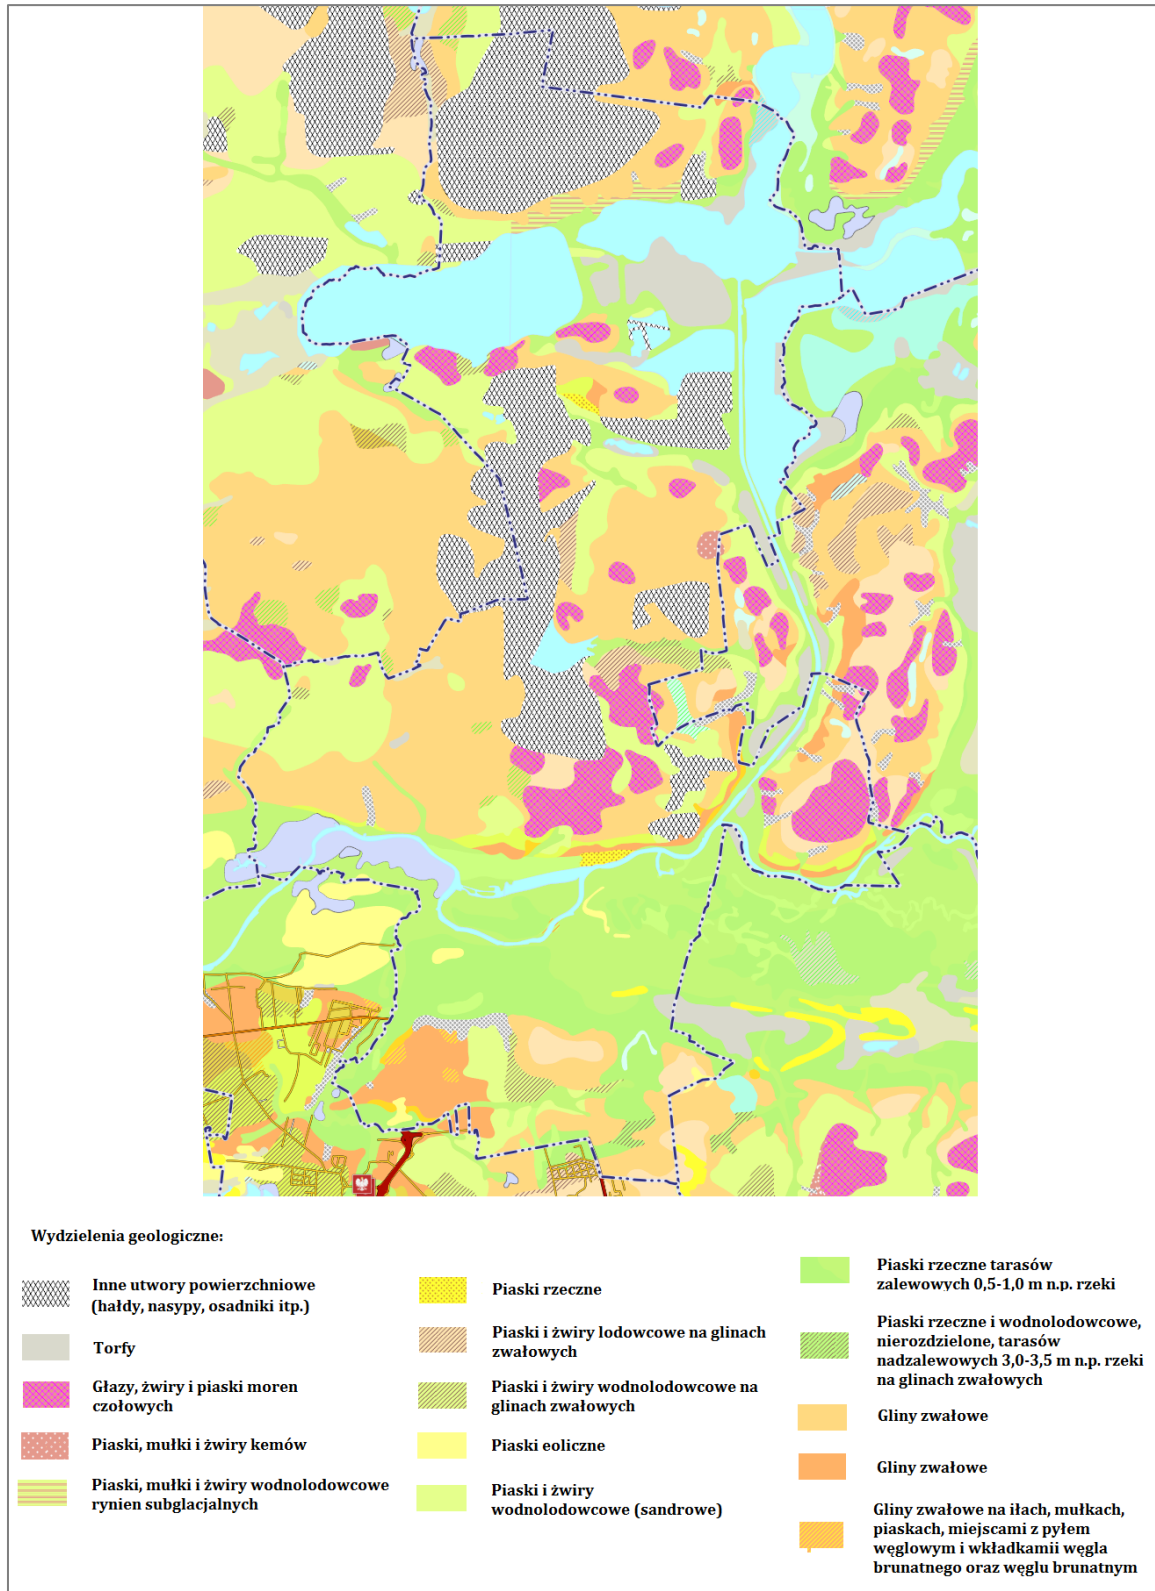 Wydzielenia geologiczne:
Inne utwory powierzchniowe
(hałdy, nasypy, osadniki itp.)
Torfy
Głazy, żwiry i piaski moren
czołowych
Piaski, mułki i żwiry kemów
Piaski, mułki i żwiry wodnolodowcowe
rynien subglacjalnych
Piaski rzeczne
Piaski i żwiry lodowcowe na glinach
zwałowych
Piaski i żwiry wodnolodowcowe na
glinach zwałowych
Piaski eoliczne
Piaski i żwiry
wodnolodowcowe (sandrowe)
Piaski rzeczne tarasów
zalewowych 0,5-1,0 m n.p. rzeki
Piaski rzeczne i wodnolodowcowe,
nierozdzielone, tarasów
nadzalewowych 3,0-3,5 m n.p. rzeki
na glinach zwałowych
Gliny zwałowe
Gliny zwałowe
Gliny zwałowe na iłach, mułkach,
piaskach, miejscami z pyłem
węglowym i wkładkamii węgla
brunatnego oraz węglu brunatnym